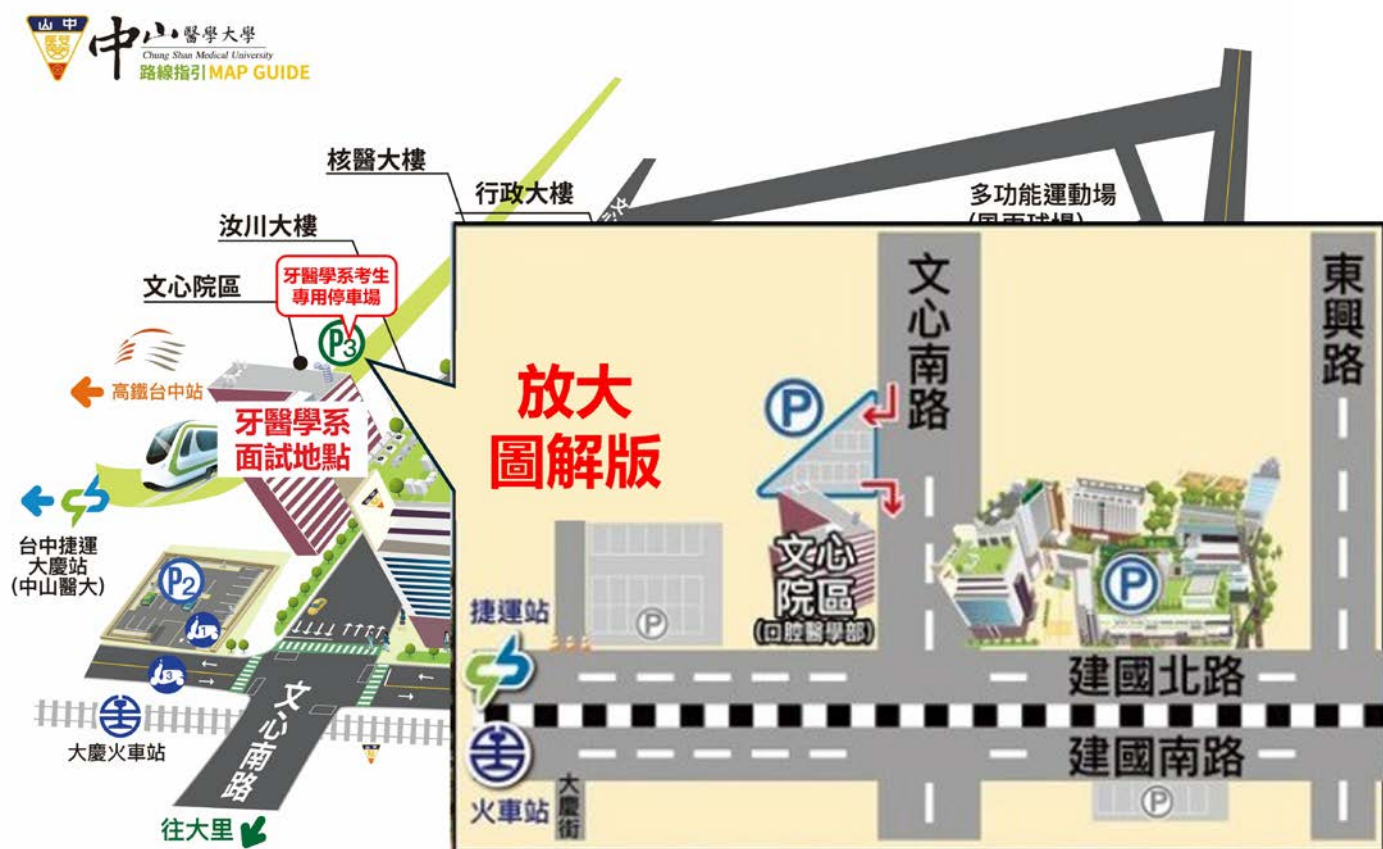 山中
中山醫學大學
Chung Shan Medical University
路線指引 MAP GUIDE
核醫大樓
行政大樓
多功能運動場
(風雨球場)
汝川大樓
文心院區
牙醫學系考生
專用停車場
P3
高鐵台中站
牙醫學系
面試地點
台中捷運
大慶站
(中山醫大)
P2
文心南路
大慶火車站
往大里
放大
圖解版
文心南路
東興路
P
文心
院區
(口腔醫學部)
P
P
捷運站
建國北路
建國南路
火車站
大慶街
P